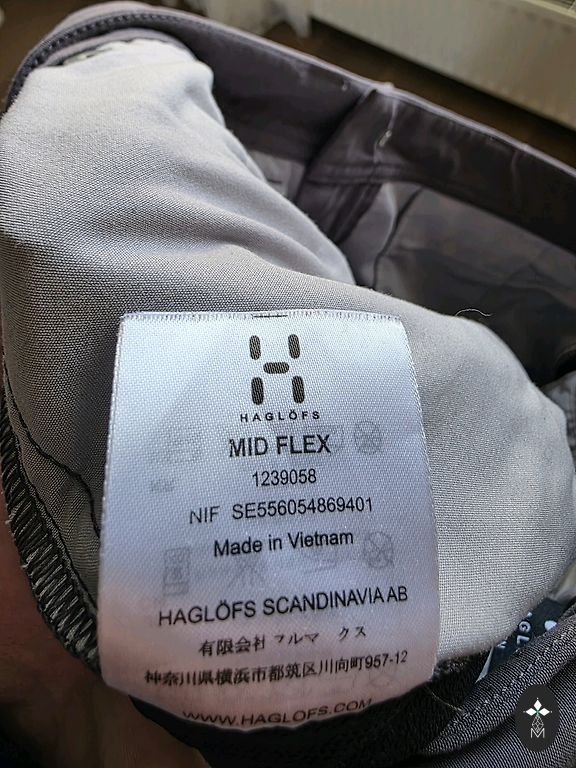 HAGLÖFS
MID FLEX
1239058
NIF SE556054869401
Made in Vietnam
HAGLÖFS SCANDINAVIA AB
有限会社 フルマークス
神奈川県横浜市都筑区川向町957-12
WWW.HAGLOFS.COM